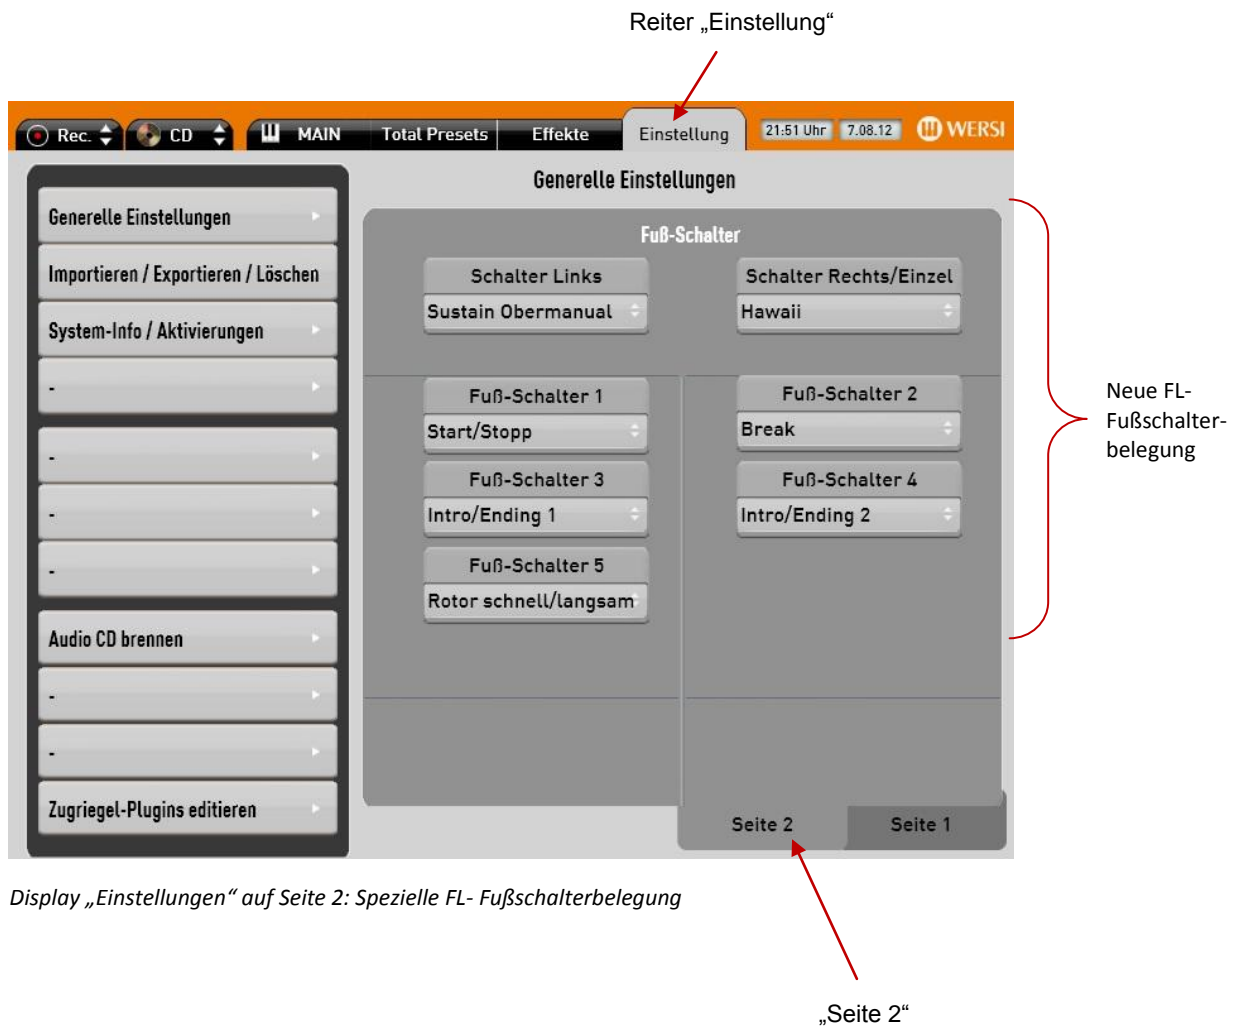 Reiter „Einstellung“
Rec.
CD
MAIN
Total Presets
Effekte
Einstellung
21:51 Uhr
7.08.12
WERSI
Generelle Einstellungen
Generelle Einstellungen
Importieren / Exportieren / Löschen
System-Info / Aktivierungen
-
-
-
-
Audio CD brennen
-
-
Zugriegel-Plugins editieren
Fuß-Schalter
Schalter Links
Sustain Obermanual
Schalter Rechts/Einzel
Hawaii
Fuß-Schalter 1
Start/Stopp
Fuß-Schalter 2
Break
Fuß-Schalter 3
Intro/Ending 1
Fuß-Schalter 4
Intro/Ending 2
Fuß-Schalter 5
Rotor schnell/langsam
Seite 2
Seite 1
Neue FL-
Fußschalter-
belegung
Display „Einstellungen“ auf Seite 2: Spezielle FL- Fußschalterbelegung
„Seite 2“